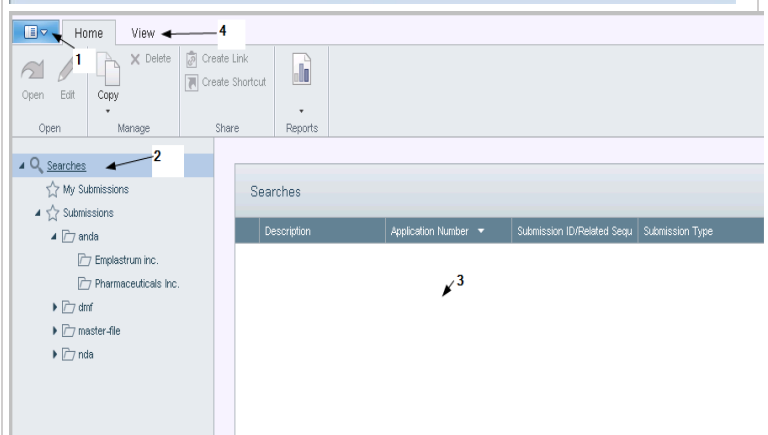 Home View 4
1
Delete
Create Link
Create Shortcut
Open Edit Copy
Open Manage Share Reports
2
Searches
My Submissions
Submissions
anda
Emplastrum inc.
Pharmaceuticals Inc.
dmf
master-file
nda
Searches
Description Application Number Submission ID/Related Sequ Submission Type
3